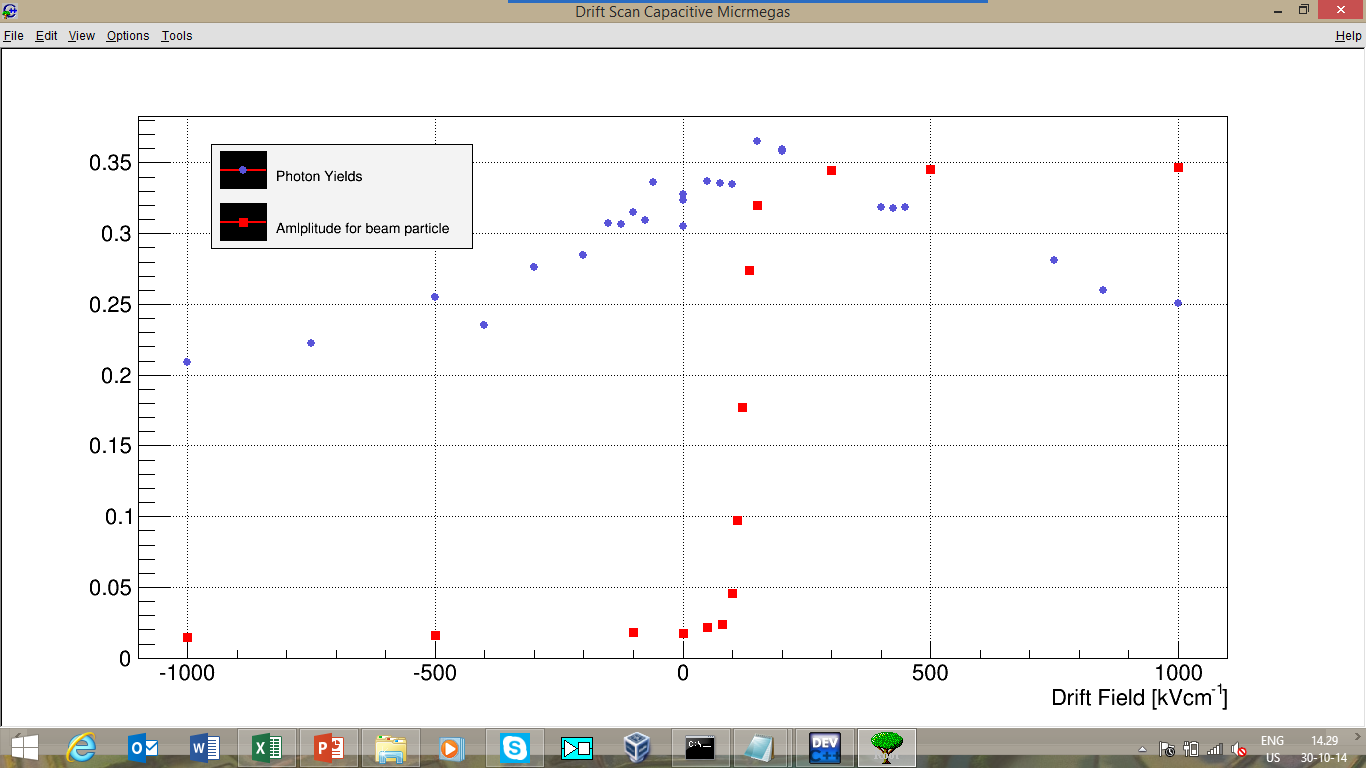 Drift Scan Capacitive Micrmegas
File Edit View Options Tools Help
Photon Yields
Amlplitude for beam particle
0.35
0.3
0.25
0.2
0.15
0.1
0.05
0
-1000 -500 0 500 1000
Drift Field [kVcm-1]
ENG 14.29
US 30-10-14
C:\
DEV
C++